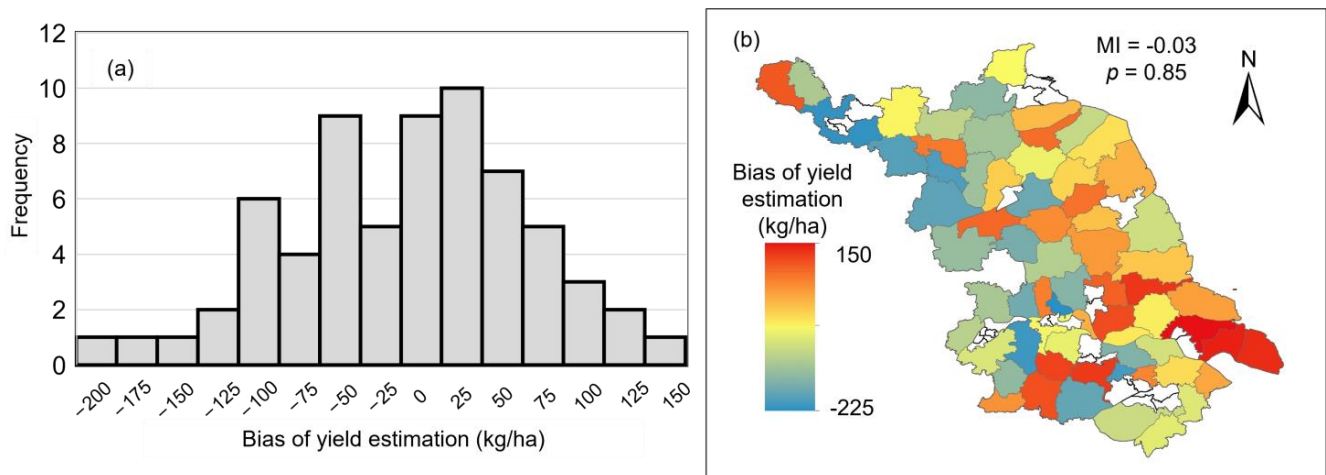 (a)
Frequency
12
10
8
6
4
2
0
−200
−175
−150
−125
−100
−75
−50
−25
0
25
50
75
100
125
150
Bias of yield estimation (kg/ha)
(b)
MI = -0.03
p = 0.85
N
Bias of yield
estimation
(kg/ha)
150
-225